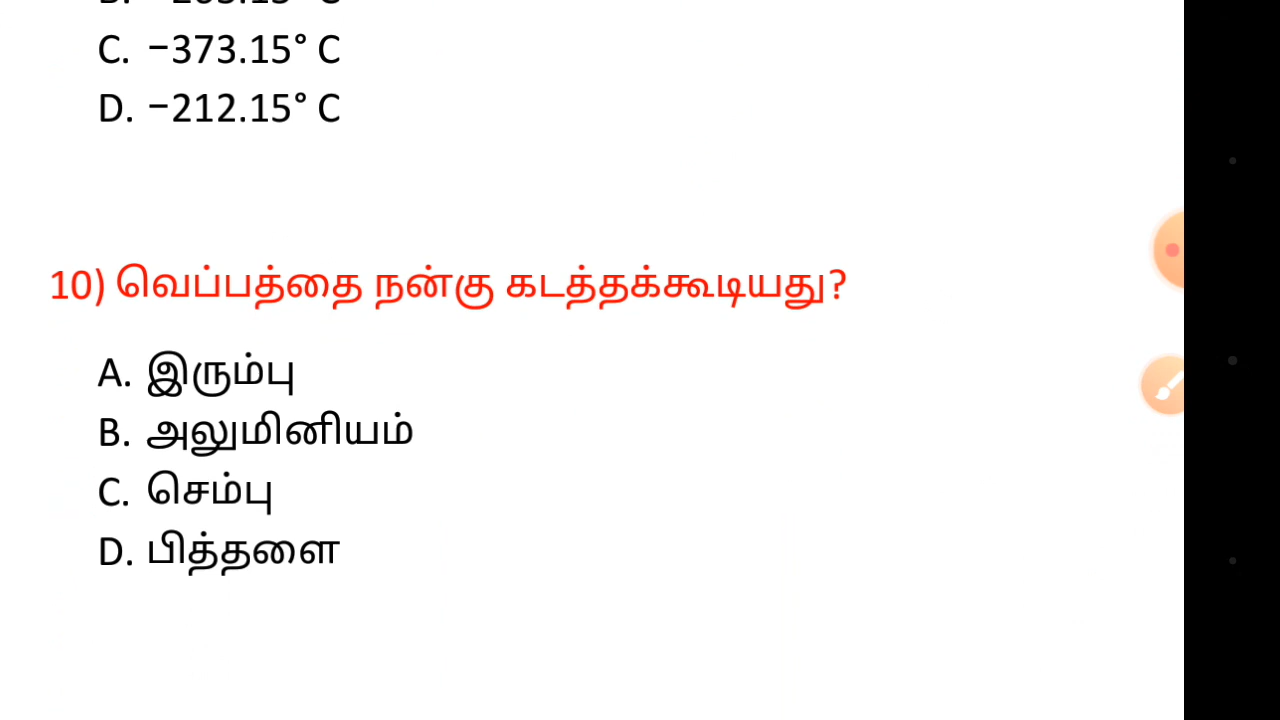 C. −373.15° C
D. −212.15° C
10) வெப்பத்தை நன்கு கடத்தக்கூடியது?
A. இரும்பு
B. அலுமினியம்
C. செம்பு
D. பித்தளை